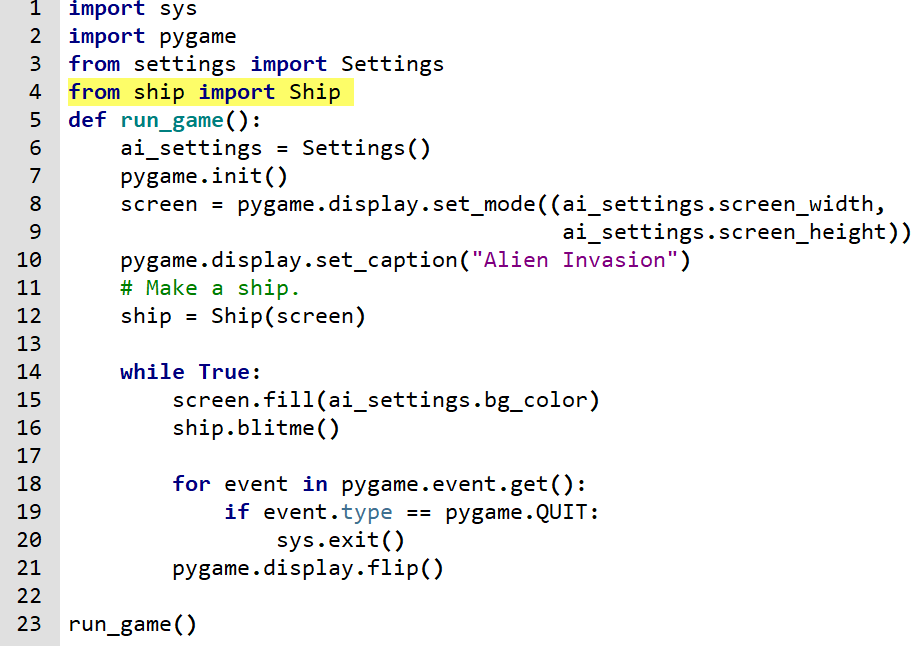 1 import sys
2 import pygame
3 from settings import Settings
4 from ship import Ship
5 def run_game():
6     ai_settings = Settings()
7     pygame.init()
8     screen = pygame.display.set_mode((ai_settings.screen_width,
9                                       ai_settings.screen_height))
10     pygame.display.set_caption("Alien Invasion")
11     # Make a ship.
12     ship = Ship(screen)
13
14     while True:
15         screen.fill(ai_settings.bg_color)
16         ship.blitme()
17
18         for event in pygame.event.get():
19             if event.type == pygame.QUIT:
20                 sys.exit()
21         pygame.display.flip()
22
23 run_game()